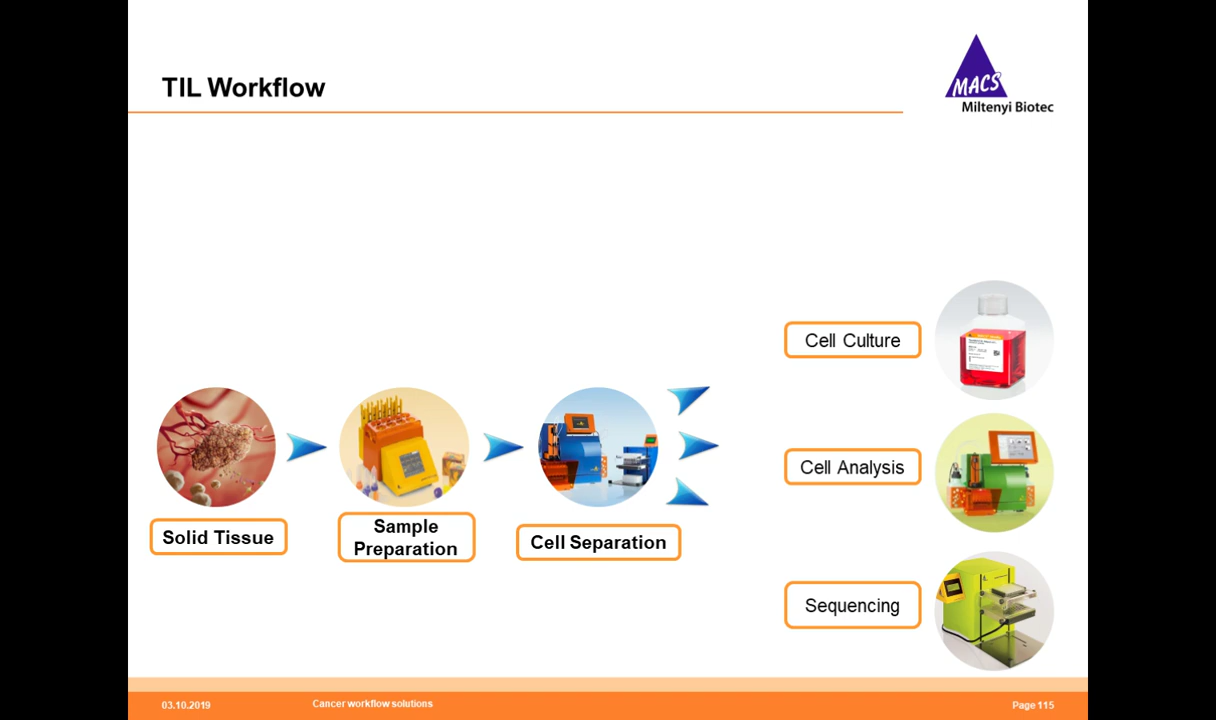 TIL Workflow
MACS
Miltenyi Biotec
Cell Culture
Cell Analysis
Solid Tissue
Sample
Preparation
Cell Separation
Sequencing
03.10.2019
Cancer workflow solutions
Page 115